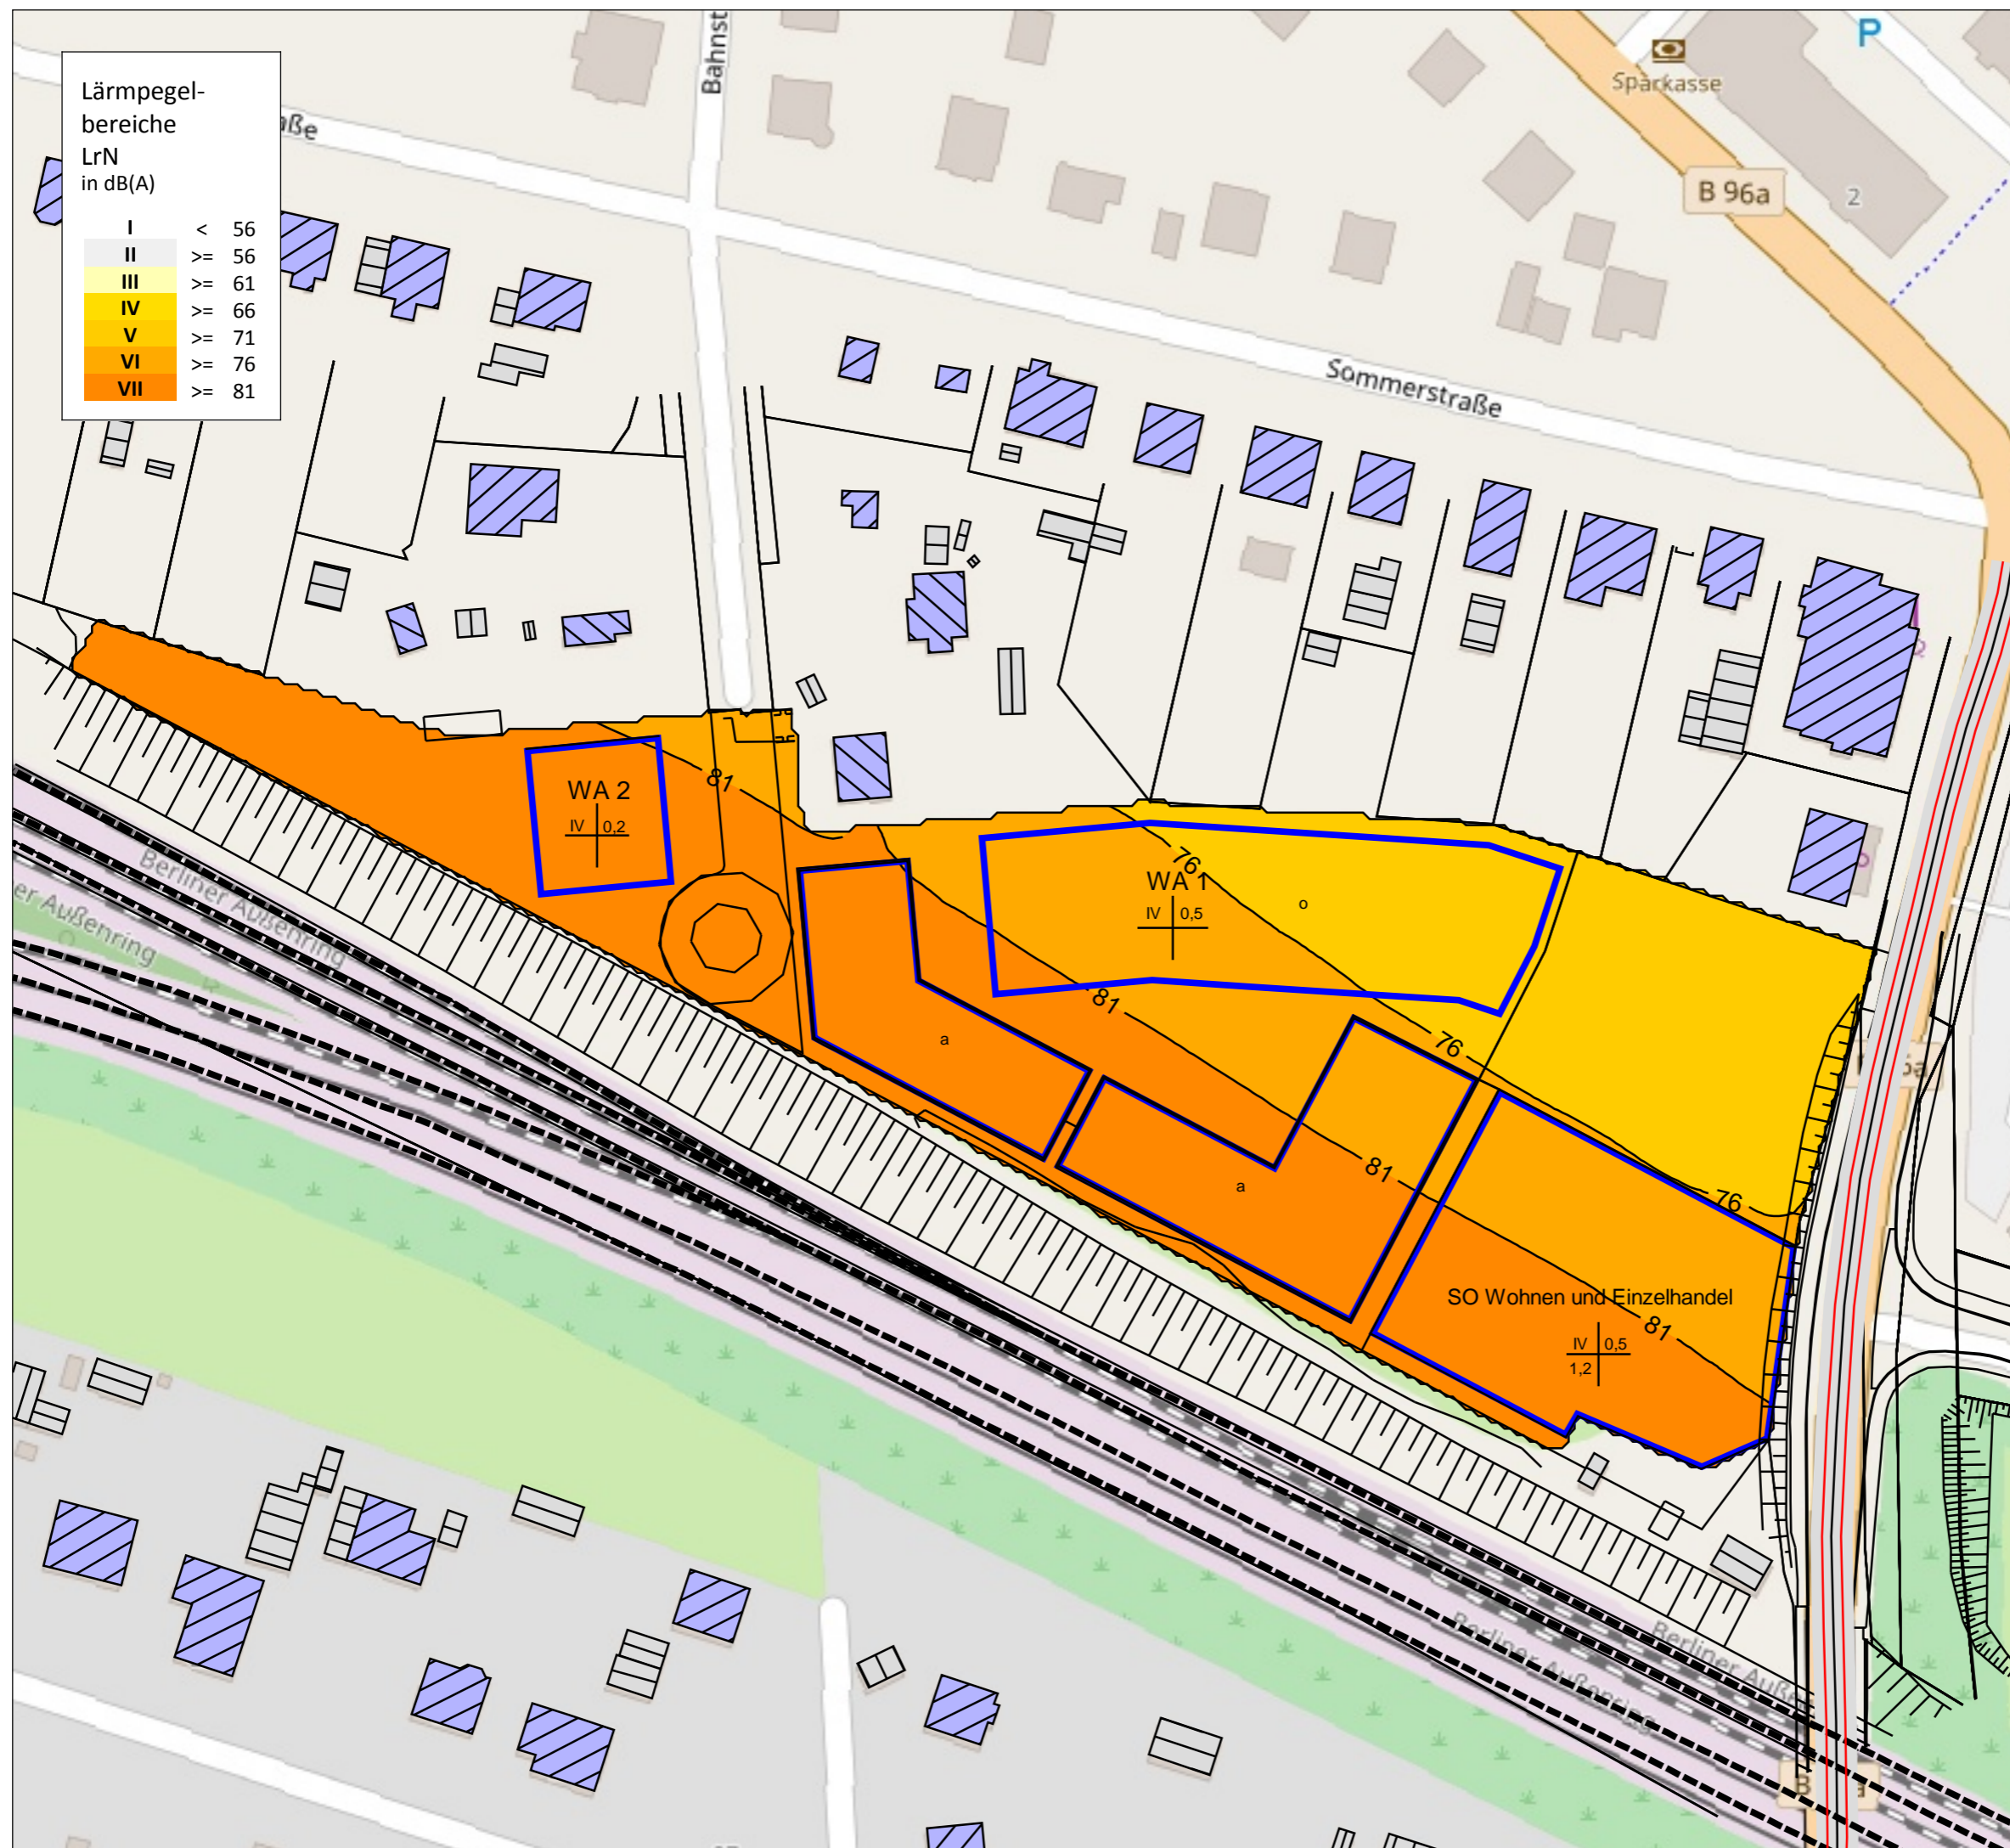 Lärmpegel-
bereiche
LrN
in dB(A)
I < 56
II >= 56
III >= 61
IV >= 66
V >= 71
VI >= 76
VII >= 81
aße
Bahnst
P
Sparkasse
B 96a
2
Sommerstraße
81
WA 2
IV 0,2
76
WA 1
IV 0,5
o
Berliner Außenring
er Außenring
81
a
76
81
a
76
SO Wohnen und Einzelhandel
81
IV 0,5
1,2
Berliner Außenring
Berliner Außen
B
a